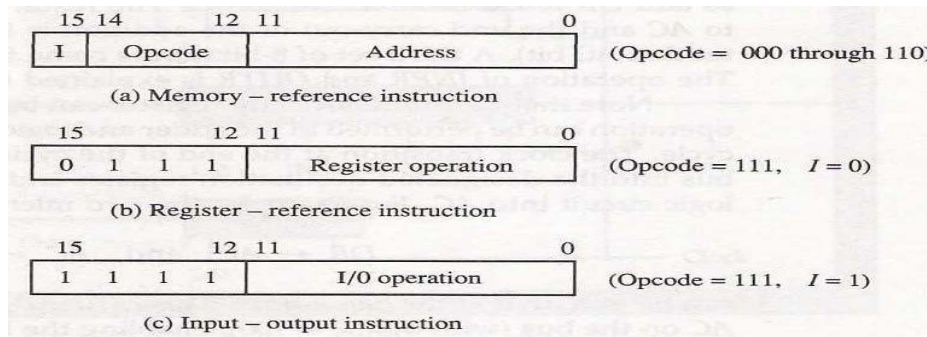 15 14 12 11 0
I Opcode Address (Opcode = 000 through 110)
(a) Memory – reference instruction
15 12 11 0
0 1 1 1 Register operation (Opcode = 111, I = 0)
(b) Register – reference instruction
15 12 11 0
1 1 1 1 I/0 operation (Opcode = 111, I = 1)
(c) Input – output instruction